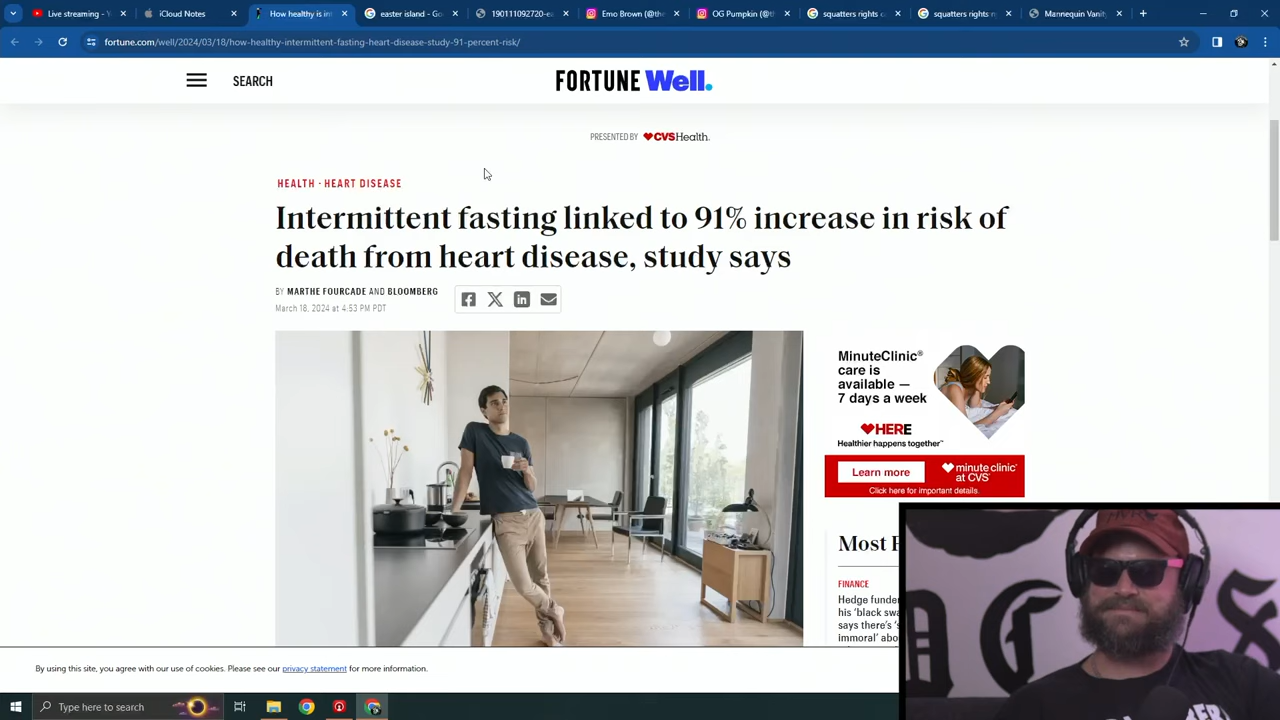 Live streaming - Y
iCloud Notes
How healthy is in
easter island - Go
190111092720-ea
Emo Brown (@the
OG Pumpkin (@th
squatters rights c
squatters rights n
Mannequin Vanity
fortune.com/well/2024/03/18/how-healthy-intermittent-fasting-heart-disease-study-91-percent-risk/
SEARCH
FORTUNE Well.
PRESENTED BY CVSHealth.
HEALTH · HEART DISEASE
Intermittent fasting linked to 91% increase in risk of
death from heart disease, study says
BY MARTHE FOURCADE AND BLOOMBERG
March 18, 2024 at 4:53 PM PDT
MinuteClinic®
care is
available —
7 days a week
HERE
Healthier happens together™
Learn more
minute clinic®
at CVS®
Click here for important details.
Most
FINANCE
Hedge funder
his 'black swa
says there's 's
immoral' abo
By using this site, you agree with our use of cookies. Please see our privacy statement for more information.
Type here to search